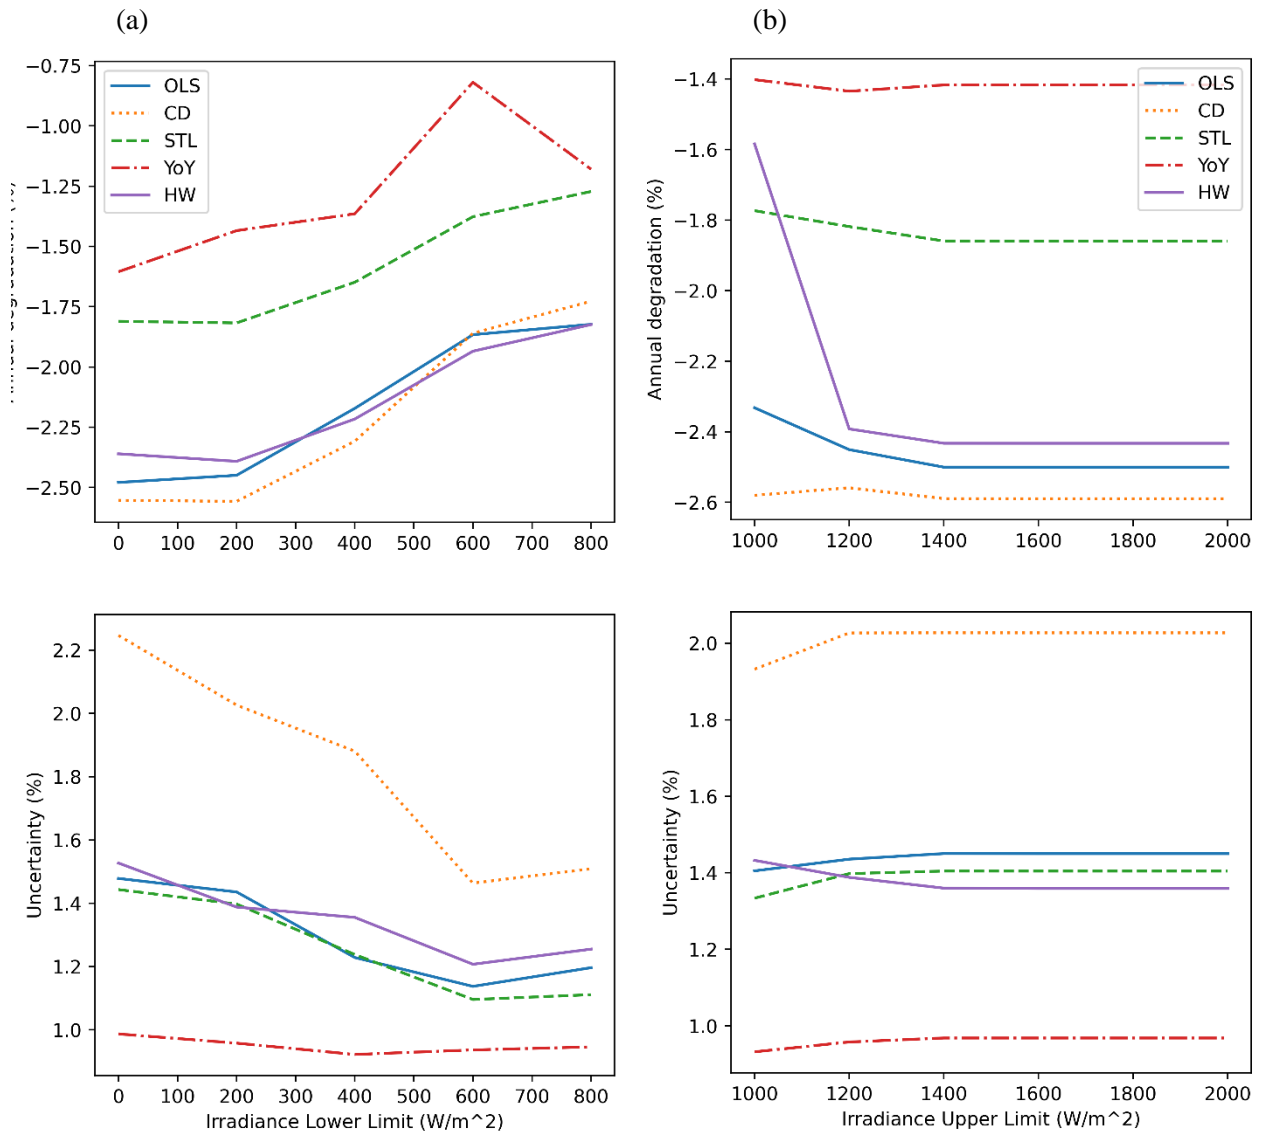 (a)
(b)
−0.75
−1.00
−1.25
−1.50
−1.75
−2.00
−2.25
−2.50
OLS
CD
STL
YoY
HW
0 100 200 300 400 500 600 700 800
Annual degradation (%)
−1.4
−1.6
−1.8
−2.0
−2.2
−2.4
−2.6
OLS
CD
STL
YoY
HW
1000 1200 1400 1600 1800 2000
Uncertainty (%)
2.2
2.0
1.8
1.6
1.4
1.2
1.0
0 100 200 300 400 500 600 700 800
Irradiance Lower Limit (W/m^2)
Uncertainty (%)
2.0
1.8
1.6
1.4
1.2
1.0
1000 1200 1400 1600 1800 2000
Irradiance Upper Limit (W/m^2)